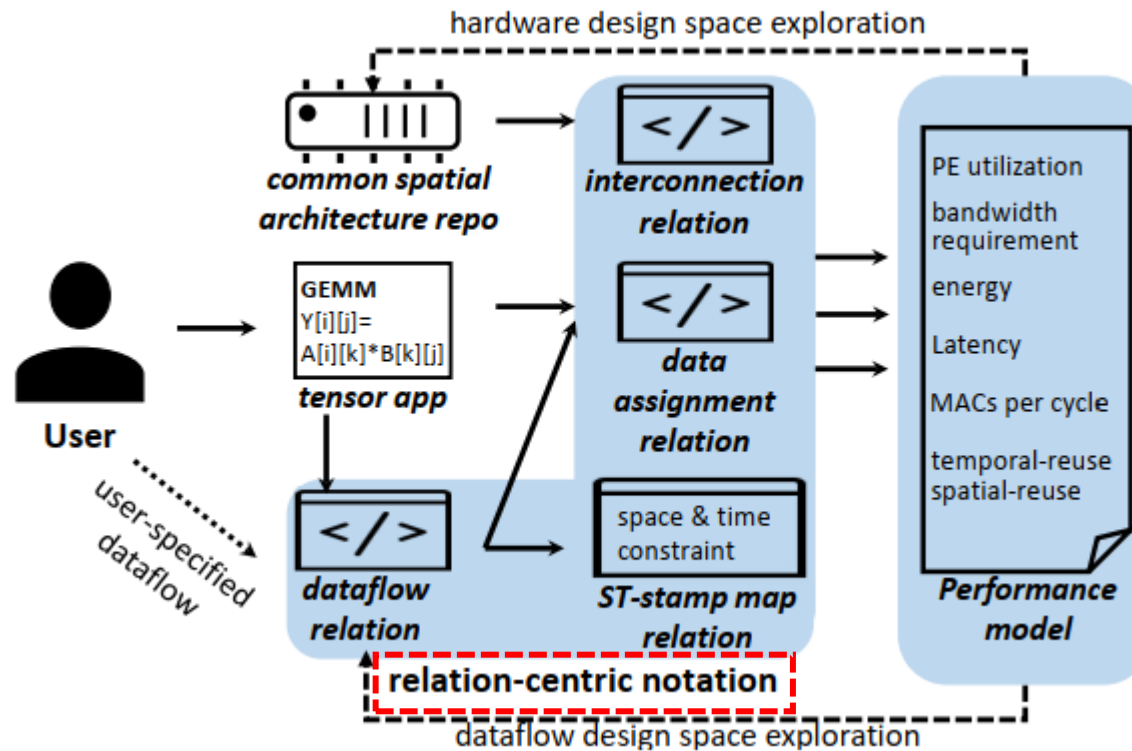 hardware design space exploration
</>
common spatial
architecture repo
interconnection
relation
PE utilization
bandwidth
requirement
energy
Latency
MACs per cycle
temporal-reuse
spatial-reuse
Performance
model
GEMM
Y[i][j]=
A[i][k]*B[k][j]
tensor app
</>
data
assignment
relation
User
user-specified
dataflow
</>
dataflow
relation
space & time
constraint
ST-stamp map
relation
relation-centric notation
dataflow design space exploration